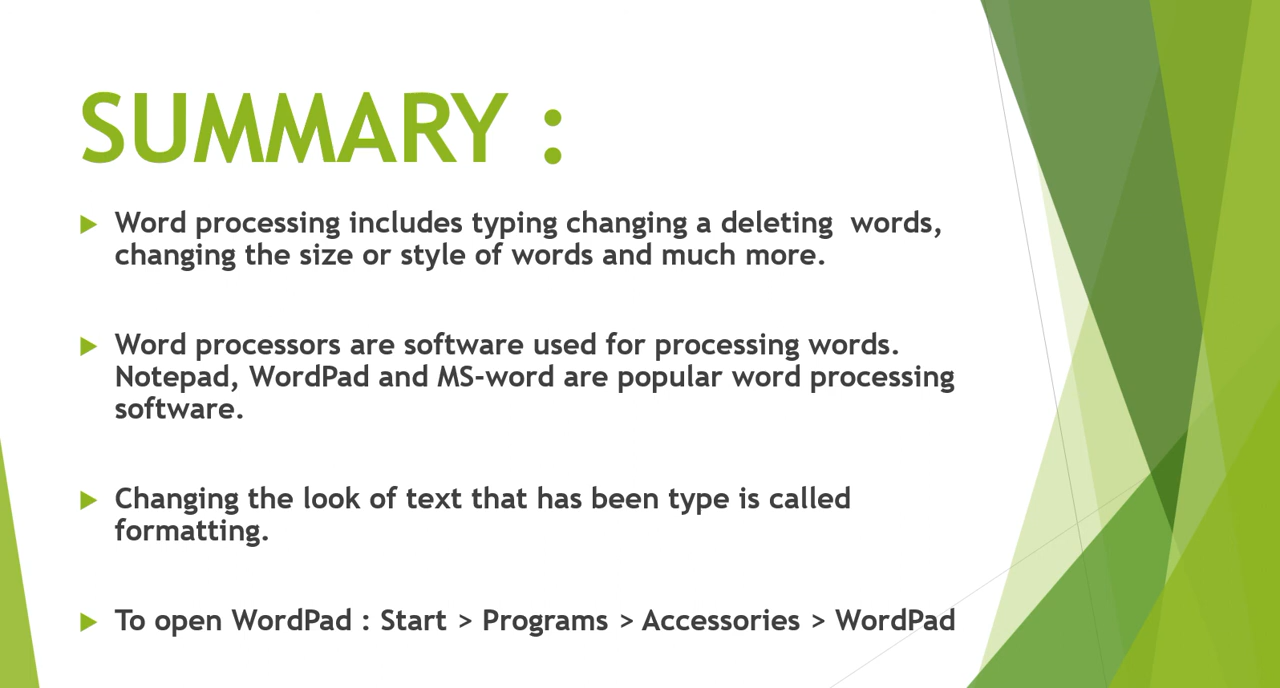 SUMMARY :
Word processing includes typing changing a deleting  words,
changing the size or style of words and much more.
Word processors are software used for processing words.
Notepad, WordPad and MS-word are popular word processing
software.
Changing the look of text that has been type is called
formatting.
To open WordPad : Start > Programs > Accessories > WordPad